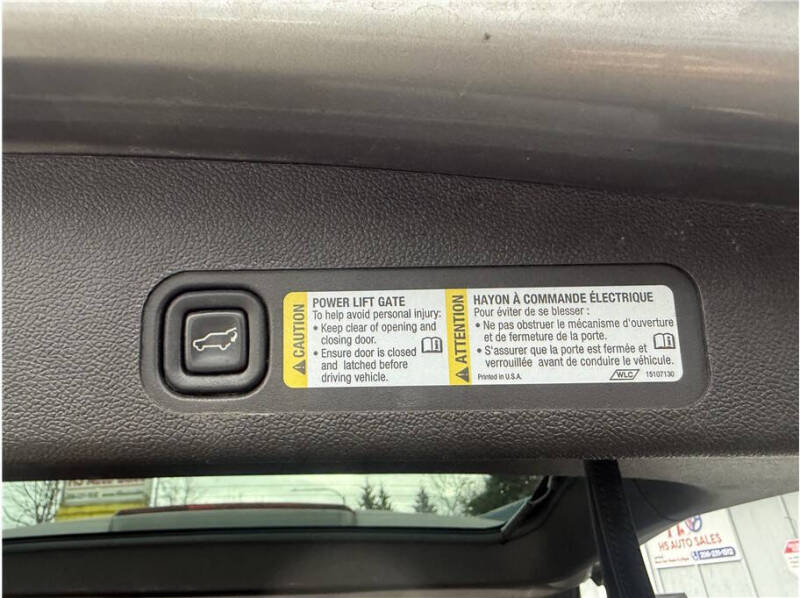 ⚠ CAUTION
POWER LIFT GATE
To help avoid personal injury:
• Keep clear of opening and
closing door.
• Ensure door is closed
and latched before
driving vehicle.
⚠ ATTENTION
HAYON À COMMANDE ÉLECTRIQUE
Pour éviter de se blesser :
• Ne pas obstruer le mécanisme d'ouverture
et de fermeture de la porte.
• S'assurer que la porte est fermée et
verrouillée avant de conduire le véhicule.
Printed in U.S.A.
WLC
15107130
HS AUTO SALES